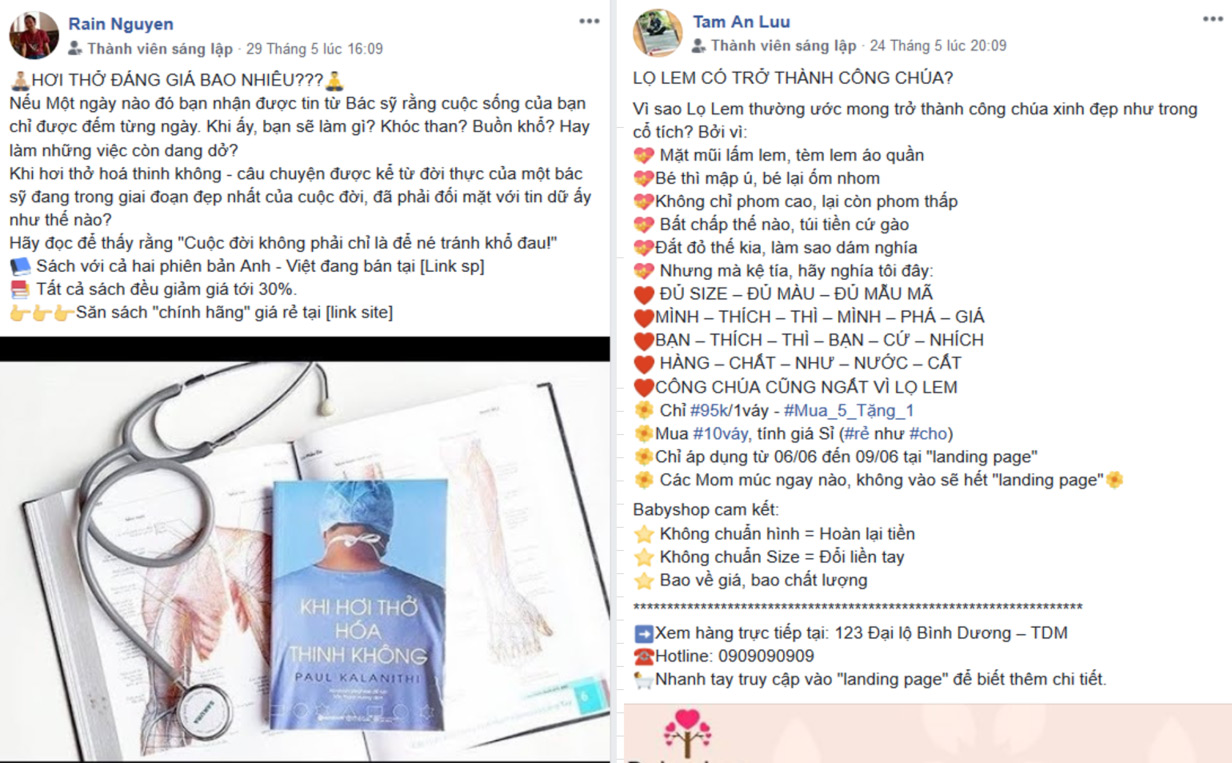 Rain Nguyen
Thành viên sáng lập · 29 Tháng 5 lúc 16:09
HƠI THỞ ĐÁNG GIÁ BAO NHIÊU???
Nếu Một ngày nào đó bạn nhận được tin từ Bác sỹ rằng cuộc sống của bạn
chỉ được đếm từng ngày. Khi ấy, bạn sẽ làm gì? Khóc than? Buồn khổ? Hay
làm những việc còn dang dở?
Khi hơi thở hoá thinh không - câu chuyện được kể từ đời thực của một bác
sỹ đang trong giai đoạn đẹp nhất của cuộc đời, đã phải đối mặt với tin dữ ấy
như thế nào?
Hãy đọc để thấy rằng "Cuộc đời không phải chỉ là để né tránh khổ đau!"
📘 Sách với cả hai phiên bản Anh - Việt đang bán tại [Link sp]
📚 Tất cả sách đều giảm giá tới 30%.
👉👉👉Săn sách "chính hãng" giá rẻ tại [link site]
KHI HƠI THỞ
HÓA
THINH KHÔNG
PAUL KALANITHI
6
Tam An Luu
Thành viên sáng lập · 24 Tháng 5 lúc 20:09
LỌ LEM CÓ TRỞ THÀNH CÔNG CHÚA?
Vì sao Lọ Lem thường ước mong trở thành công chúa xinh đẹp như trong
cổ tích? Bởi vì:
💝 Mặt mũi lấm lem, tèm lem áo quần
💝Bé thì mập ú, bé lại ốm nhom
💝Không chỉ phom cao, lại còn phom thấp
💝 Bất chấp thế nào, túi tiền cứ gào
💝Đắt đỏ thế kia, làm sao dám nghía
💝 Nhưng mà kệ tía, hãy nghía tôi đây:
❤ ĐỦ SIZE – ĐỦ MÀU – ĐỦ MẪU MÃ
❤MÌNH – THÍCH – THÌ – MÌNH – PHẢ – GIẢ
❤BẠN – THÍCH – THÌ – BẠN – CỨ – NHÍCH
❤ HÀNG – CHẤT – NHƯ – NƯỚC – CẤT
❤CÔNG CHÚA CŨNG NGẤT VÌ LỌ LEM
🌼 Chỉ #95k/1váy - #Mua_5_Tặng_1
🌼Mua #10váy, tính giá Sỉ (#rẻ như #cho)
🌼Chỉ áp dụng từ 06/06 đến 09/06 tại "landing page"
🌼 Các Mom múc ngay nào, không vào sẽ hết "landing page"🌼
Babyshop cam kết:
⭐ Không chuẩn hình = Hoàn lại tiền
⭐ Không chuẩn Size = Đổi liền tay
⭐ Bao về giá, bao chất lượng
********************************************************************
➡Xem hàng trực tiếp tại: 123 Đại lộ Bình Dương – TDM
☎Hotline: 0909090909
Nhanh tay truy cập vào "landing page" để biết thêm chi tiết.